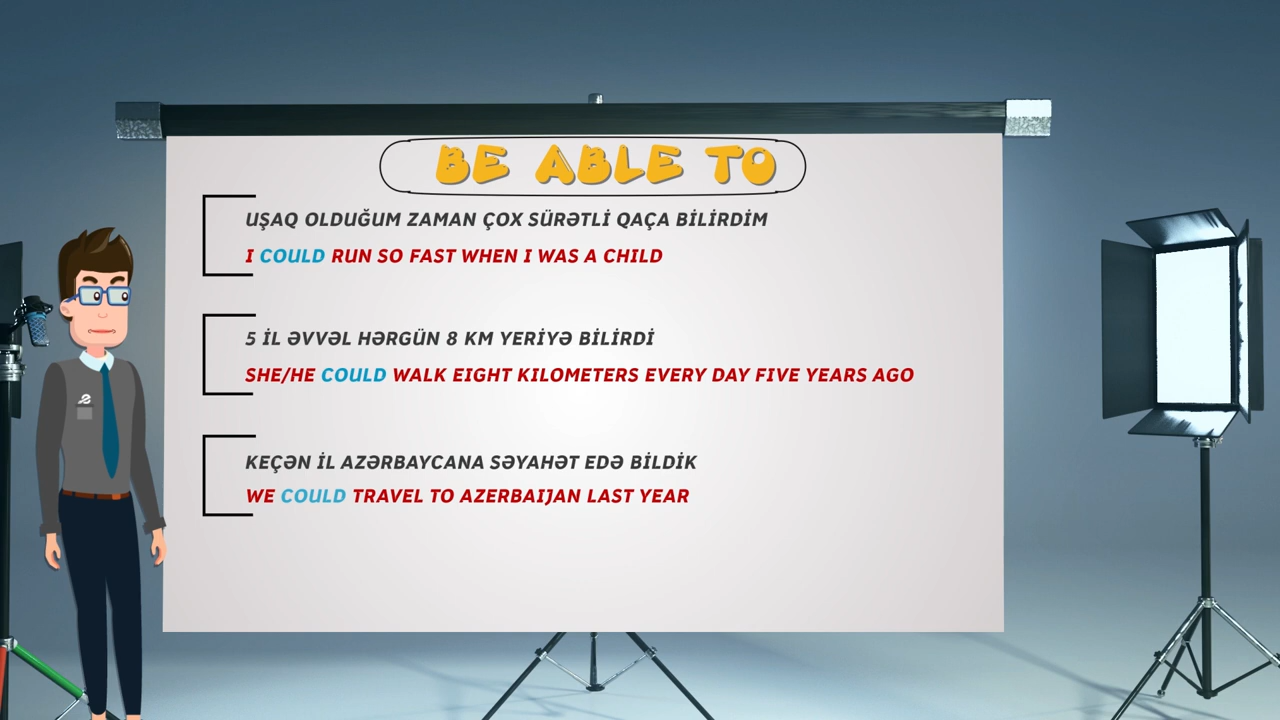 BE ABLE TO
UŞAQ OLDUĞUM ZAMAN ÇOX SÜRƏTLİ QAÇA BİLİRDİM
I COULD RUN SO FAST WHEN I WAS A CHILD
5 İL ƏVVƏL HƏRGÜN 8 KM YERİYƏ BİLİRDİ
SHE/HE COULD WALK EIGHT KILOMETERS EVERY DAY FIVE YEARS AGO
KEÇƏN İL AZƏRBAYCANA SƏYAHƏT EDƏ BİLDİK
WE COULD TRAVEL TO AZERBAIJAN LAST YEAR